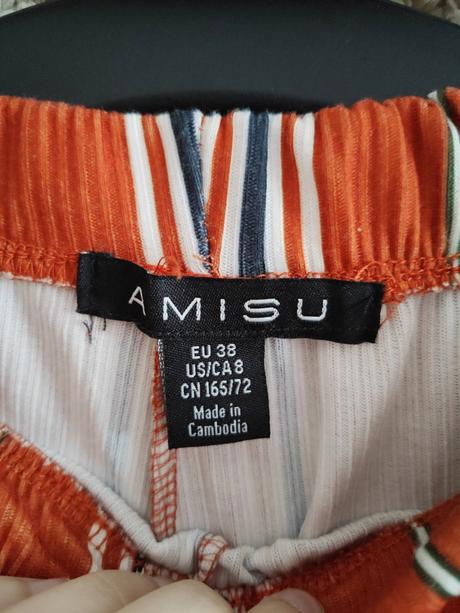 AMISU
EU 38
US/CA 8
CN 165/72
Made in
Cambodia